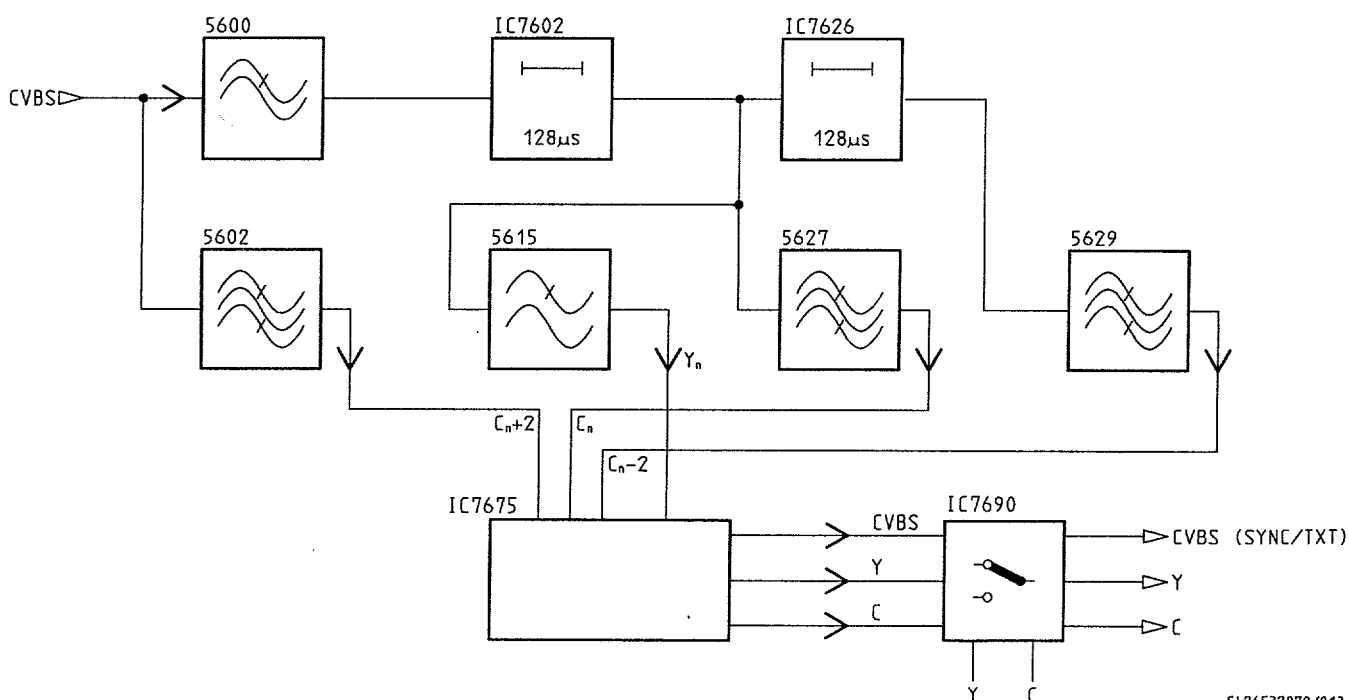 5600
IC7602
IC7626
CVBS
128µs
128µs
5602
5615
5627
5629
Yn
Cn+2
Cn
Cn-2
IC7675
IC7690
CVBS
CVBS (SYNC/TXT)
Y
Y
C
C
Y
C